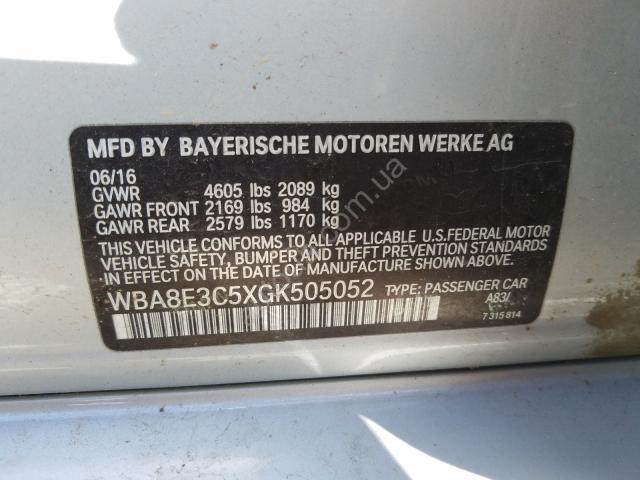 MFD BY BAYERISCHE MOTOREN WERKE AG
06/16
GVWR 4605 lbs 2089 kg
GAWR FRONT 2169 lbs 984 kg
GAWR REAR 2579 lbs 1170 kg
THIS VEHICLE CONFORMS TO ALL APPLICABLE U.S.FEDERAL MOTOR
VEHICLE SAFETY, BUMPER AND THEFT PREVENTION STANDARDS
IN EFFECT ON THE DATE OF MANUFACTURE SHOWN ABOVE.
WBA8E3C5XGK505052 TYPE: PASSENGER CAR
A83/
7 315 814